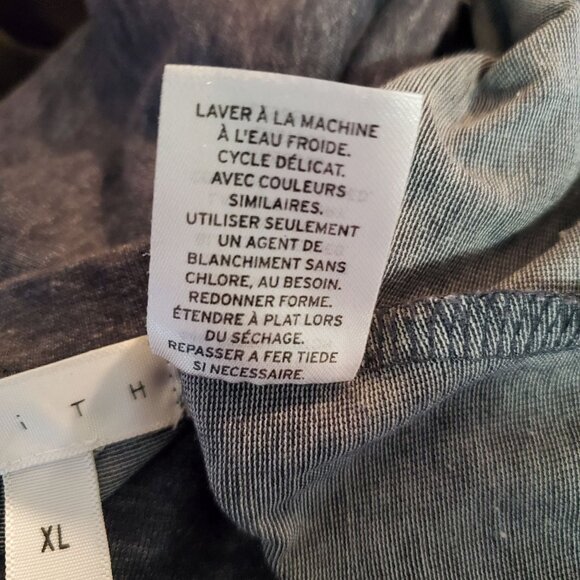 LAVER À LA MACHINE
À L'EAU FROIDE.
CYCLE DÉLICAT.
AVEC COULEURS
SIMILAIRES.
UTILISER SEULEMENT
UN AGENT DE
BLANCHIMENT SANS
CHLORE, AU BESOIN.
REDONNER FORME.
ÉTENDRE À PLAT LORS
DU SÉCHAGE.
REPASSER A FER TIEDE
SI NECESSAIRE.
i T H
XL